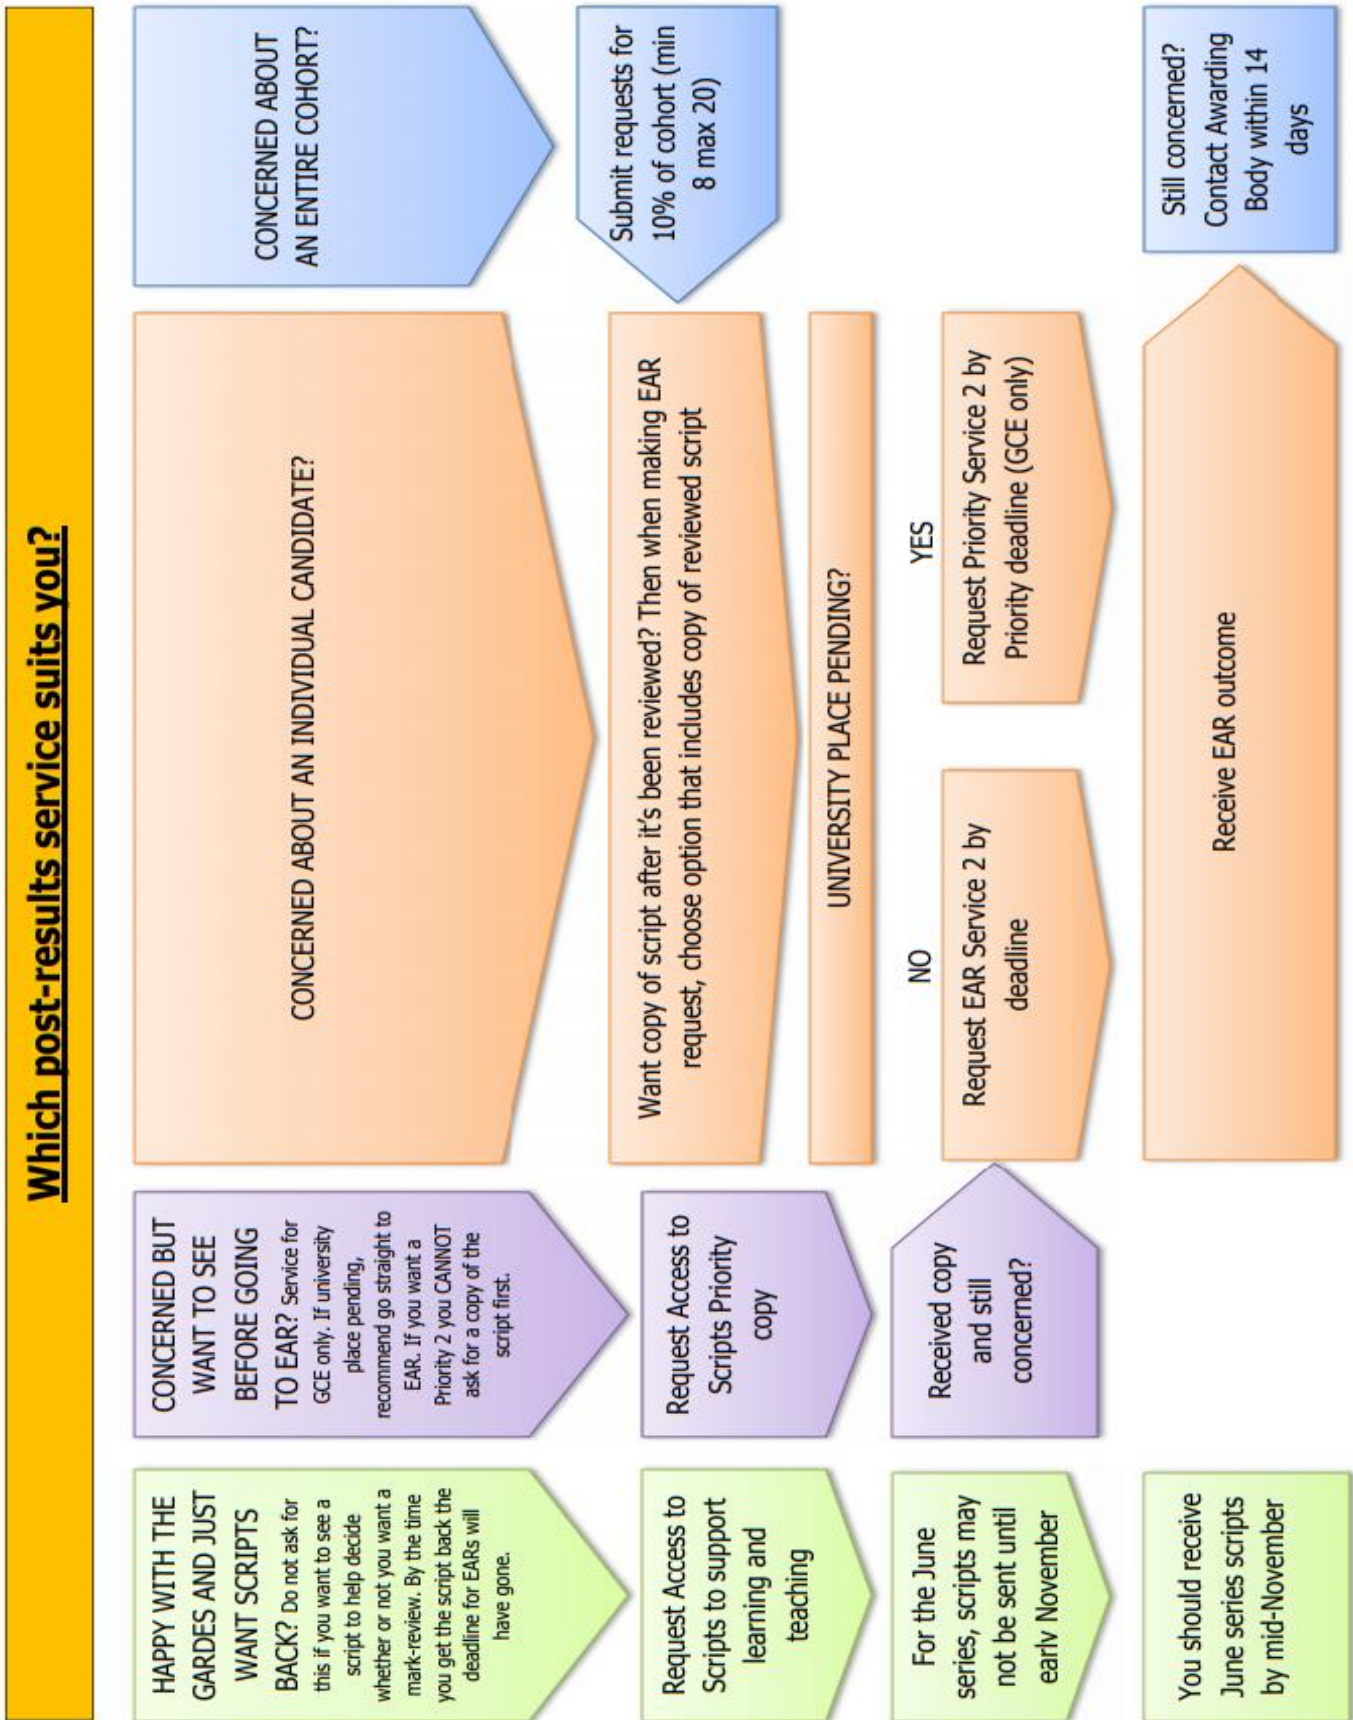 Which post-results service suits you?
HAPPY WITH THE
GARDES AND JUST
WANT SCRIPTS
BACK? Do not ask for
this if you want to see a
script to help decide
whether or not you want a
mark-review. By the time
you get the script back the
deadline for EARs will
have gone.
Request Access to
Scripts to support
learning and
teaching
For the June
series, scripts may
not be sent until
early November
You should receive
June series scripts
by mid-November
CONCERNED BUT
WANT TO SEE
BEFORE GOING
TO EAR? Service for
GCE only. If university
place pending,
recommend go straight to
EAR. If you want a
Priority 2 you CANNOT
ask for a copy of the
script first.
Request Access to
Scripts Priority
copy
Received copy
and still
concerned?
CONCERNED ABOUT AN INDIVIDUAL CANDIDATE?
Want copy of script after it's been reviewed? Then when making EAR
request, choose option that includes copy of reviewed script
UNIVERSITY PLACE PENDING?
NO
Request EAR Service 2 by
deadline
YES
Request Priority Service 2 by
Priority deadline (GCE only)
Receive EAR outcome
CONCERNED ABOUT
AN ENTIRE COHORT?
Submit requests for
10% of cohort (min
8 max 20)
Still concerned?
Contact Awarding
Body within 14
days